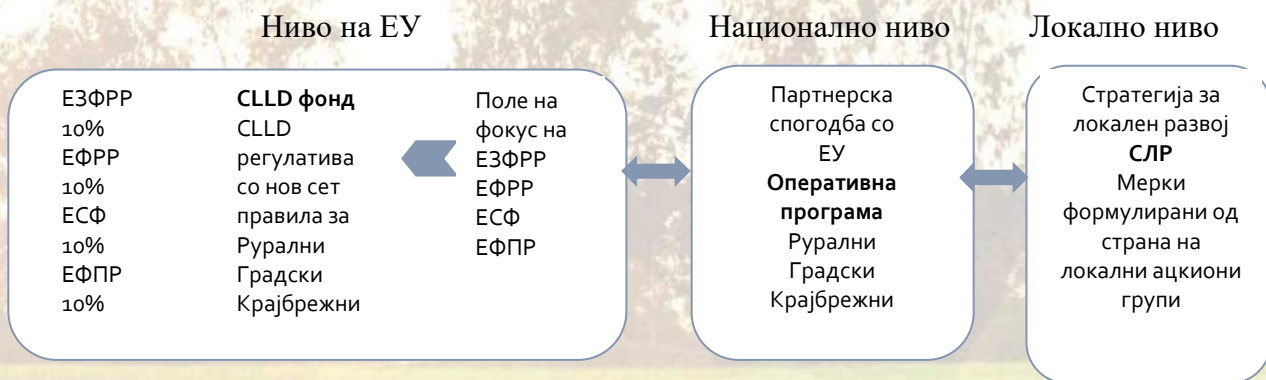 Ниво на ЕУ
Национално ниво
Локално ниво
ЕЗФРР
10%
ЕФРР
10%
ЕСФ
10%
ЕФПР
10%
CLLD фонд
CLLD
регулатива
со нов сет
правила за
Рурални
Градски
Крајбрежни
Поле на
фокус на
ЕЗФРР
ЕФРР
ЕСФ
ЕФПР
Партнерска
спогодба со
ЕУ
Оперативна
програма
Рурални
Градски
Крајбрежни
Стратегија за
локален развој
СЛР
Мерки
формулирани од
страна на
локални ацкиони
групи